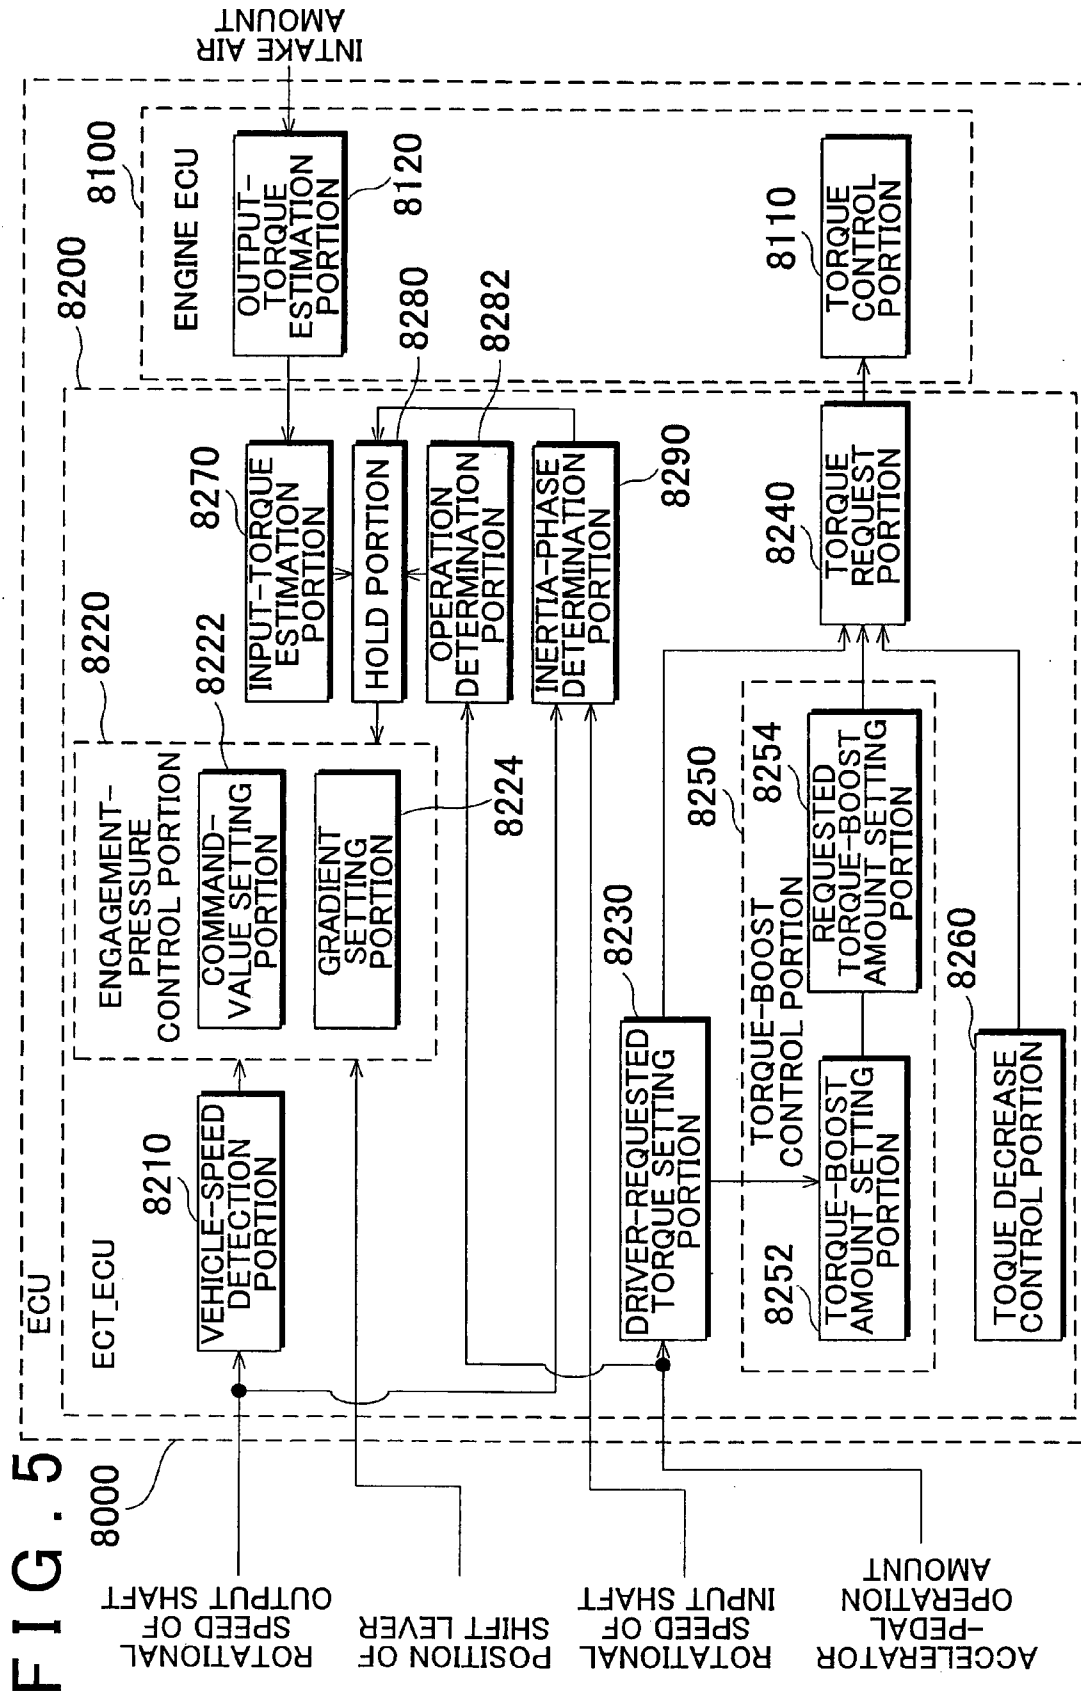 FIG. 5
8000
ECU
8200
8100
ECT_ECU
ENGINE ECU
ROTATIONAL
SPEED OF
OUTPUT SHAFT
POSITION OF
SHIFT LEVER
ROTATIONAL
SPEED OF
INPUT SHAFT
ACCELERATOR
-PEDAL
OPERATION
AMOUNT
INTAKE AIR
AMOUNT
8210
VEHICLE-SPEED
DETECTION
PORTION
8220
ENGAGEMENT-
PRESSURE
CONTROL PORTION
8222
COMMAND-
VALUE SETTING
PORTION
GRADIENT
SETTING
PORTION
8224
8270
INPUT-TORQUE
ESTIMATION
PORTION
HOLD PORTION
8280
OPERATION
DETERMINATION
PORTION
8282
INERTIA-PHASE
DETERMINATION
PORTION
8290
OUTPUT-
TORQUE
ESTIMATION
PORTION
8120
8230
DRIVER-REQUESTED
TORQUE SETTING
PORTION
8250
TORQUE-BOOST
CONTROL PORTION
8252
TORQUE-BOOST
AMOUNT SETTING
PORTION
8254
REQUESTED
TORQUE-BOOST
AMOUNT SETTING
PORTION
8260
TOQUE DECREASE
CONTROL PORTION
8240
TORQUE
REQUEST
PORTION
8110
TORQUE
CONTROL
PORTION